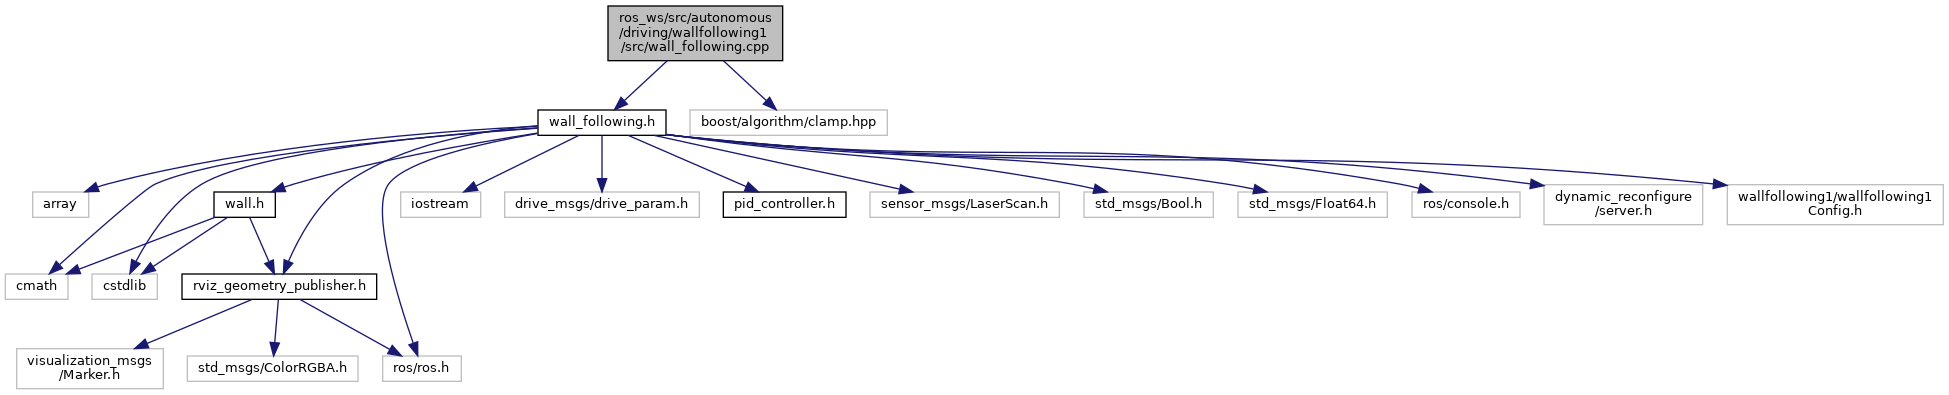 ros_ws/src/autonomous
/driving/wallfollowing1
/src/wall_following.cpp
wall_following.h
boost/algorithm/clamp.hpp
array
wall.h
iostream
drive_msgs/drive_param.h
pid_controller.h
sensor_msgs/LaserScan.h
std_msgs/Bool.h
std_msgs/Float64.h
ros/console.h
dynamic_reconfigure
/server.h
wallfollowing1/wallfollowing1
Config.h
cmath
cstdlib
rviz_geometry_publisher.h
visualization_msgs
/Marker.h
std_msgs/ColorRGBA.h
ros/ros.h